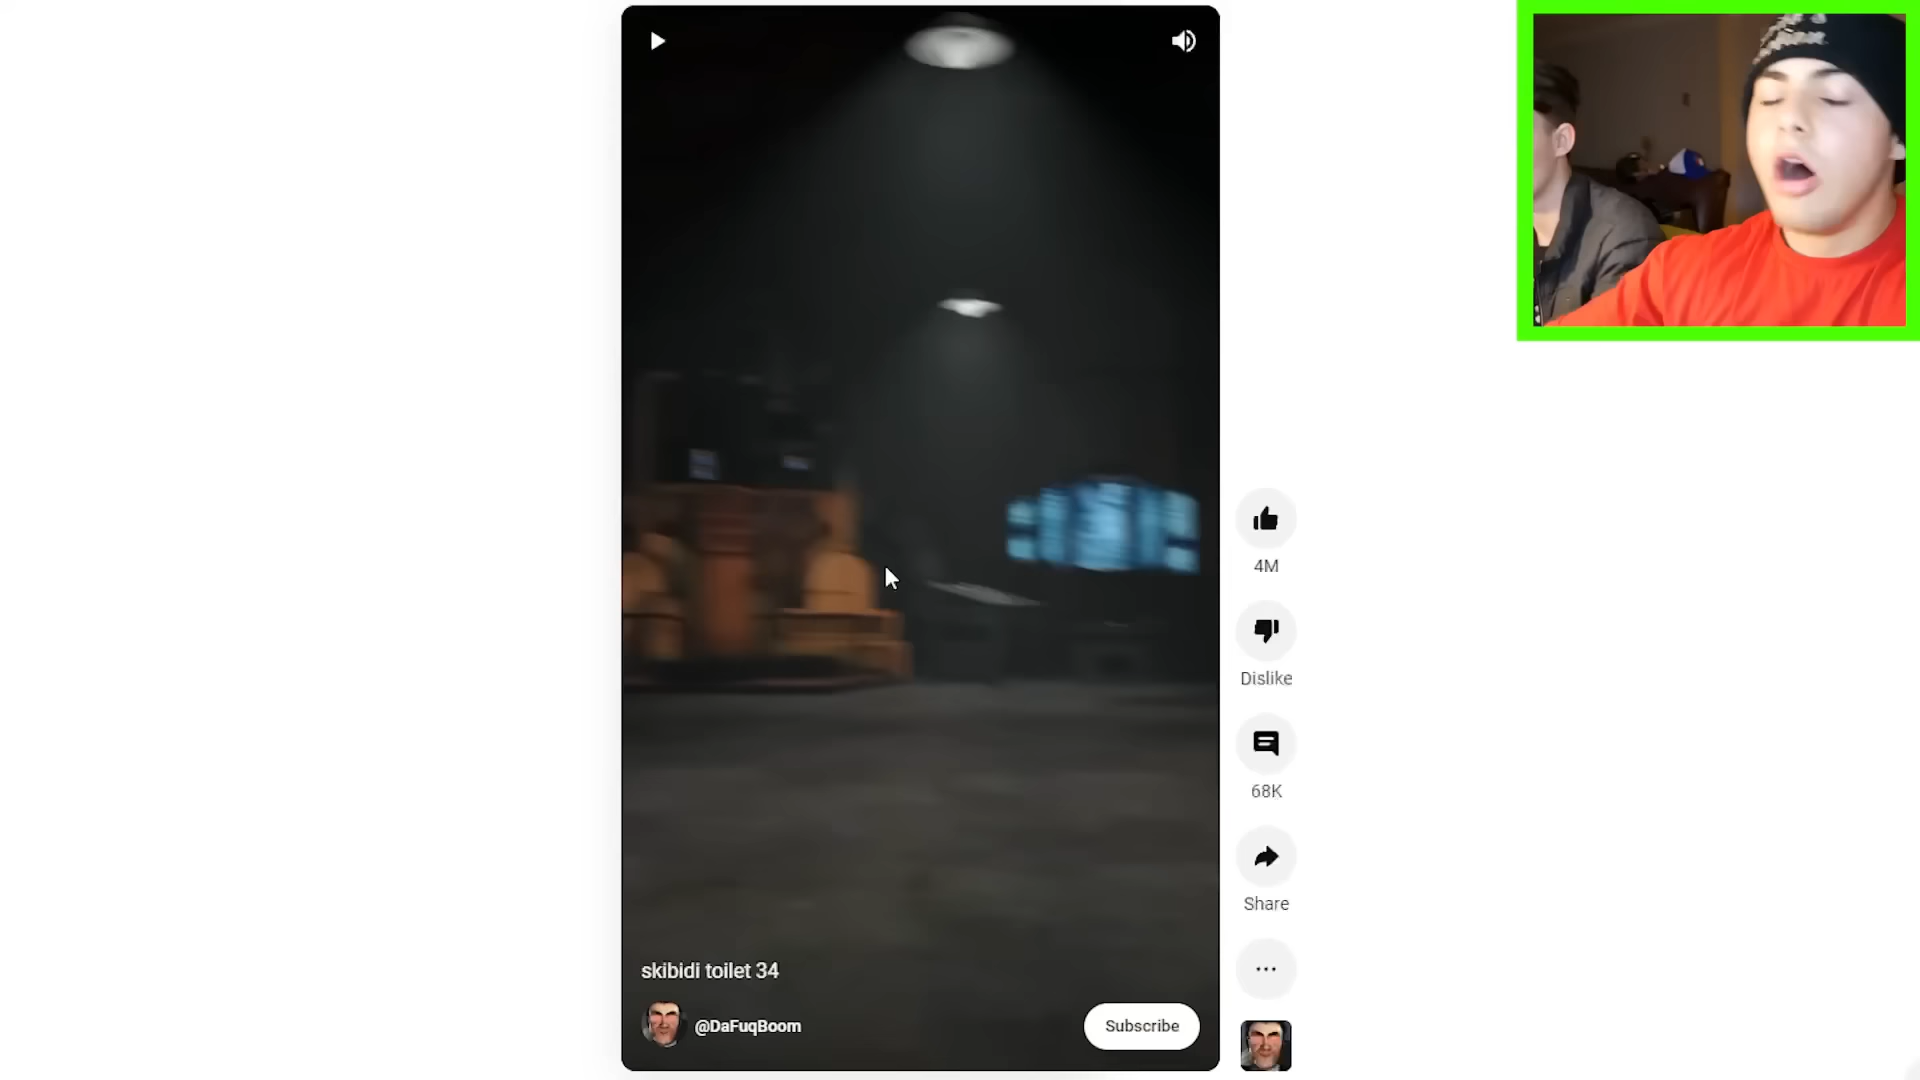 4M
Dislike
68K
Share
skibidi toilet 34
@DaFuqBoom
Subscribe